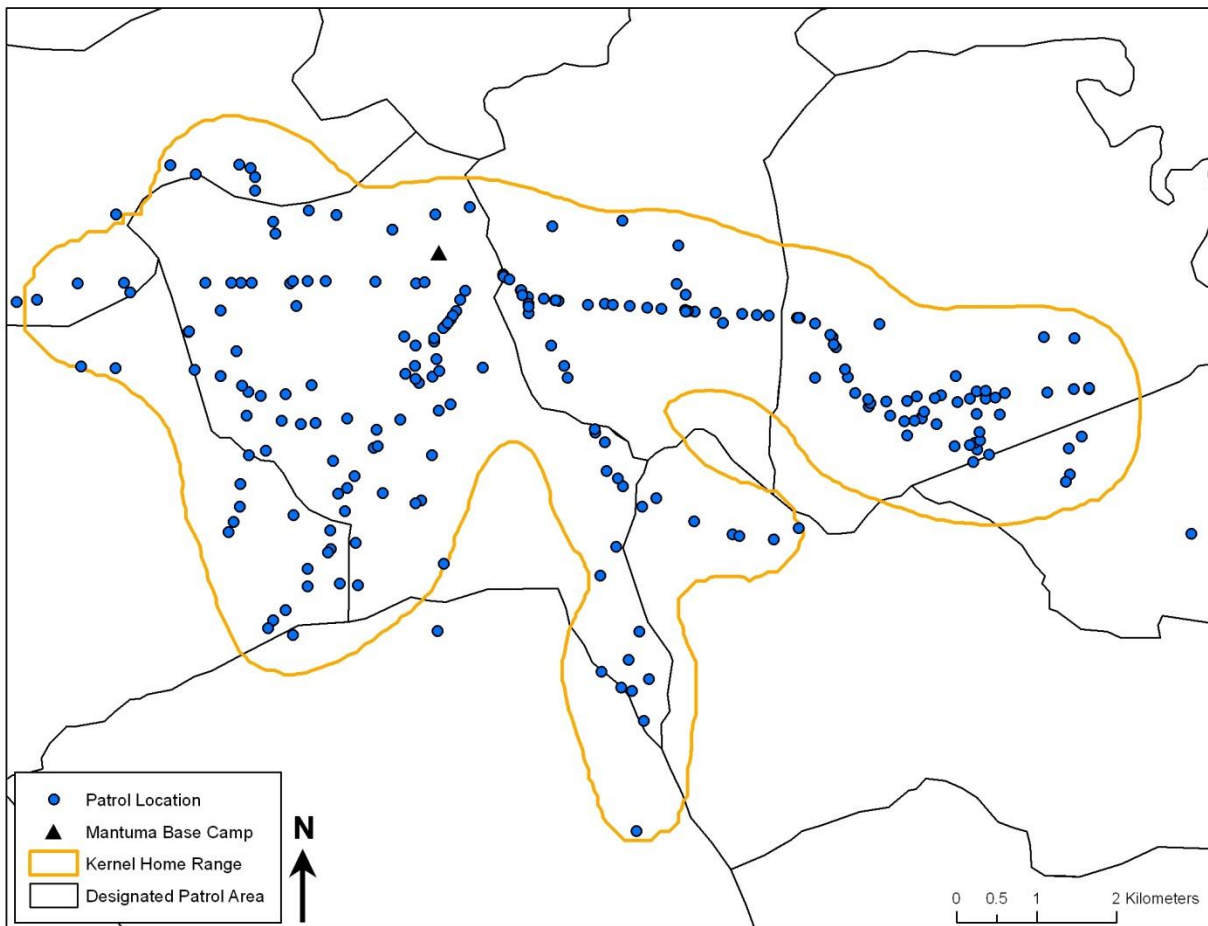 Patrol Location
Mantuma Base Camp
Kernel Home Range
Designated Patrol Area
N
0 0.5 1 2 Kilometers